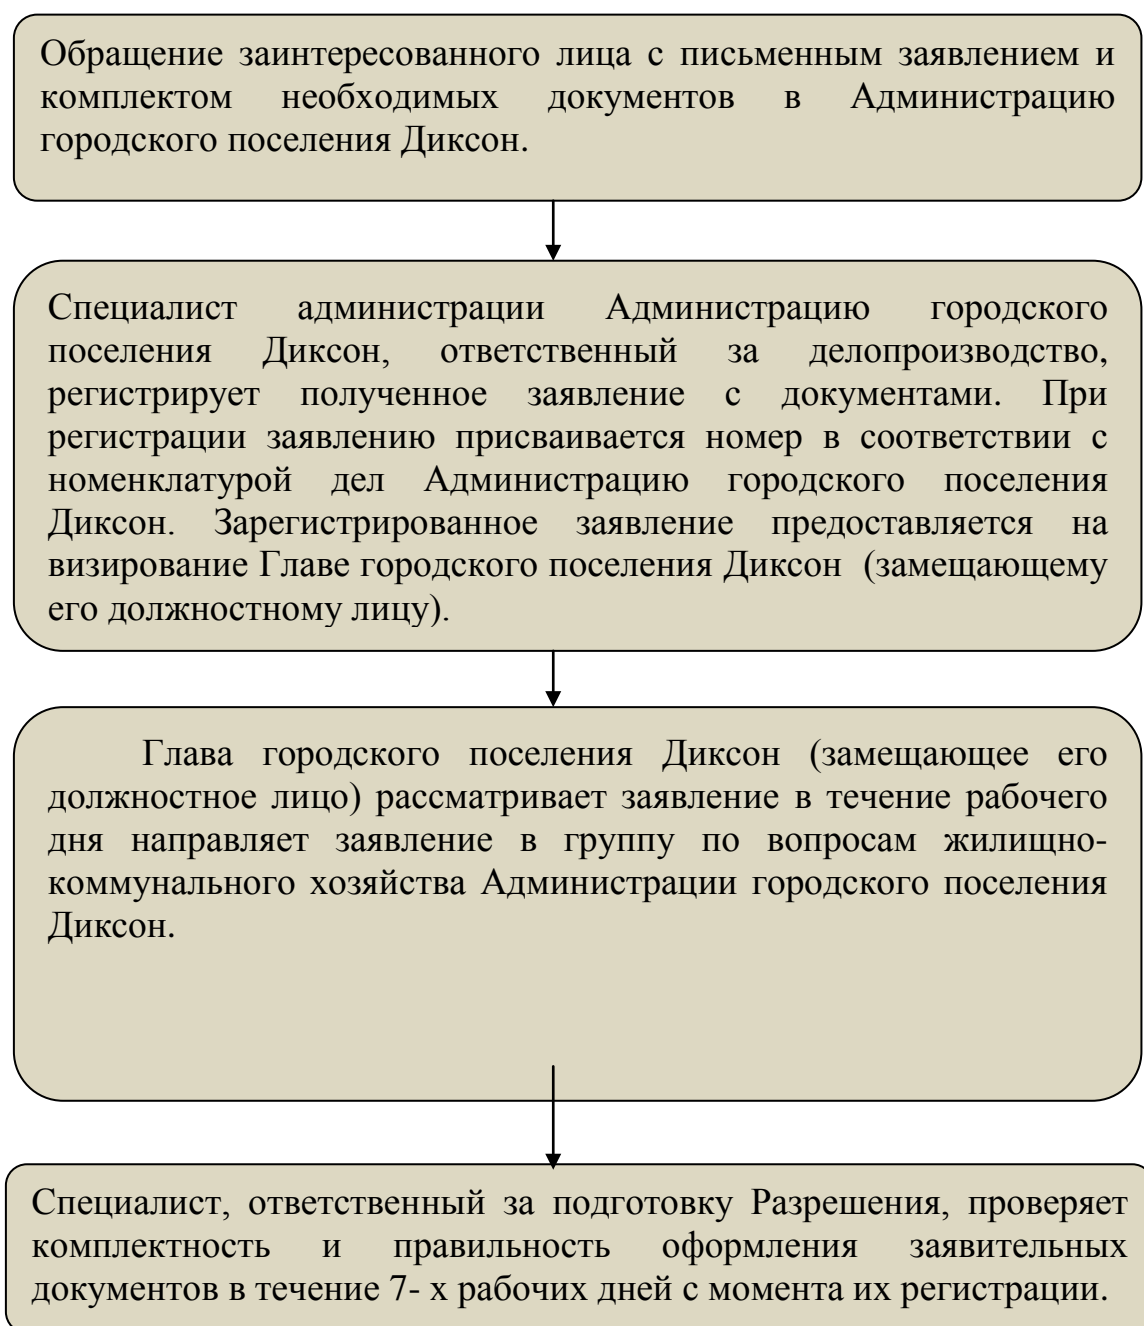 Обращение заинтересованного лица с письменным заявлением и
комплектом необходимых документов в Администрацию
городского поселения Диксон.
Специалист администрации Администрацию городского
поселения Диксон, ответственный за делопроизводство,
регистрирует полученное заявление с документами. При
регистрации заявлению присваивается номер в соответствии с
номенклатурой дел Администрацию городского поселения
Диксон. Зарегистрированное заявление предоставляется на
визирование Главе городского поселения Диксон (замещающему
его должностному лицу).
Глава городского поселения Диксон (замещающее его
должностное лицо) рассматривает заявление в течение рабочего
дня направляет заявление в группу по вопросам жилищно-
коммунального хозяйства Администрации городского поселения
Диксон.
Специалист, ответственный за подготовку Разрешения, проверяет
комплектность и правильность оформления заявительных
документов в течение 7- х рабочих дней с момента их регистрации.